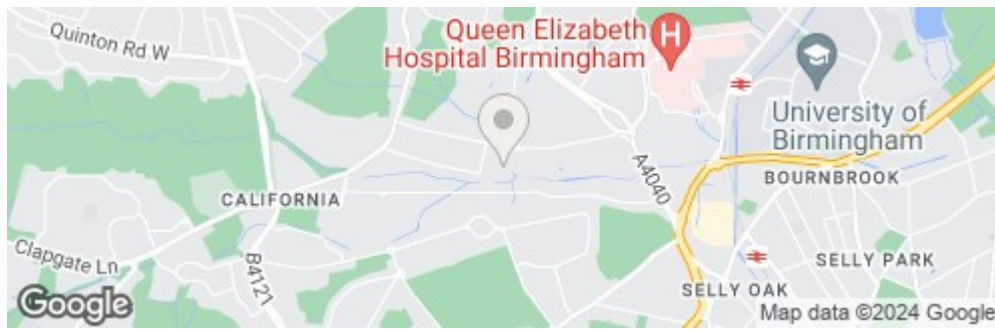 Quinton Rd W
Queen Elizabeth
Hospital Birmingham
H
University of
Birmingham
A4040
BOURNBROOK
CALIFORNIA
Clapgate Ln
B4121
SELLY PARK
SELLY OAK
Google
Map data ©2024 Google